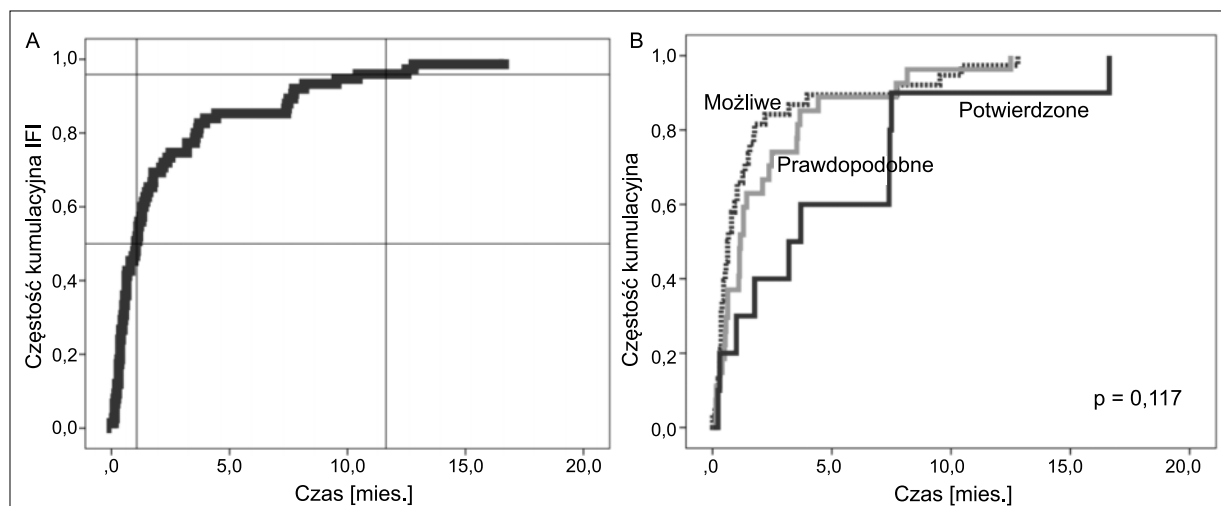 A
Częstość kumulacyjna IFI
1,0
0,8
0,6
0,4
0,2
0,0
,0 5,0 10,0 15,0 20,0
Czas [mies.]
B
Częstość kumulacyjna
1,0
0,8
0,6
0,4
0,2
0,0
Możliwe
Potwierdzone
Prawdopodobne
p = 0,117
,0 5,0 10,0 15,0 20,0
Czas [mies.]